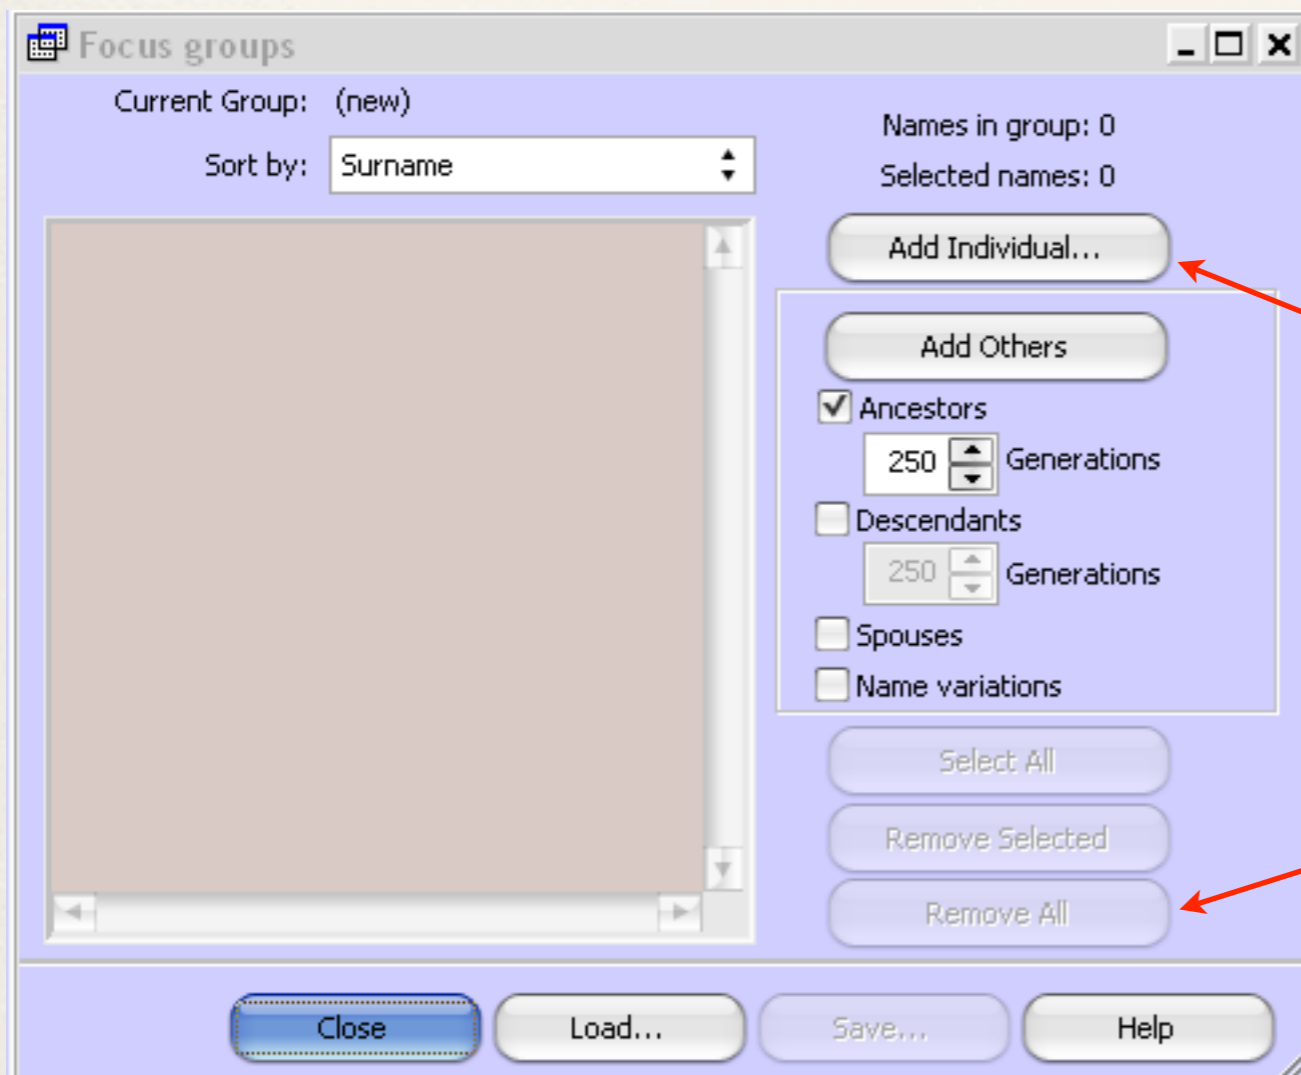 Focus groups
Current Group: (new)
Sort by: Surname
Names in group: 0
Selected names: 0
Add Individual...
Add Others
Ancestors
250 Generations
Descendants
250 Generations
Spouses
Name variations
Select All
Remove Selected
Remove All
Close Load... Save... Help